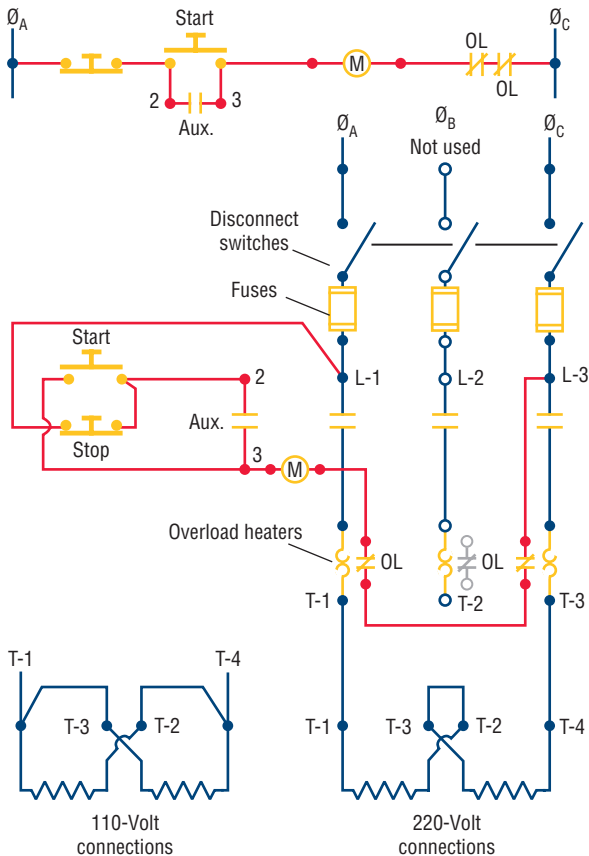 Start
ØA
ØC
OL
M
2
3
OL
Aux.
ØA
ØB
ØC
Not used
Disconnect
switches
Fuses
Start
L-1
L-2
L-3
2
Aux.
Stop
3
M
Overload heaters
OL
OL
T-1
T-2
T-3
T-1
T-4
T-3
T-2
T-1
T-3
T-2
T-4
110-Volt
connections
220-Volt
connections